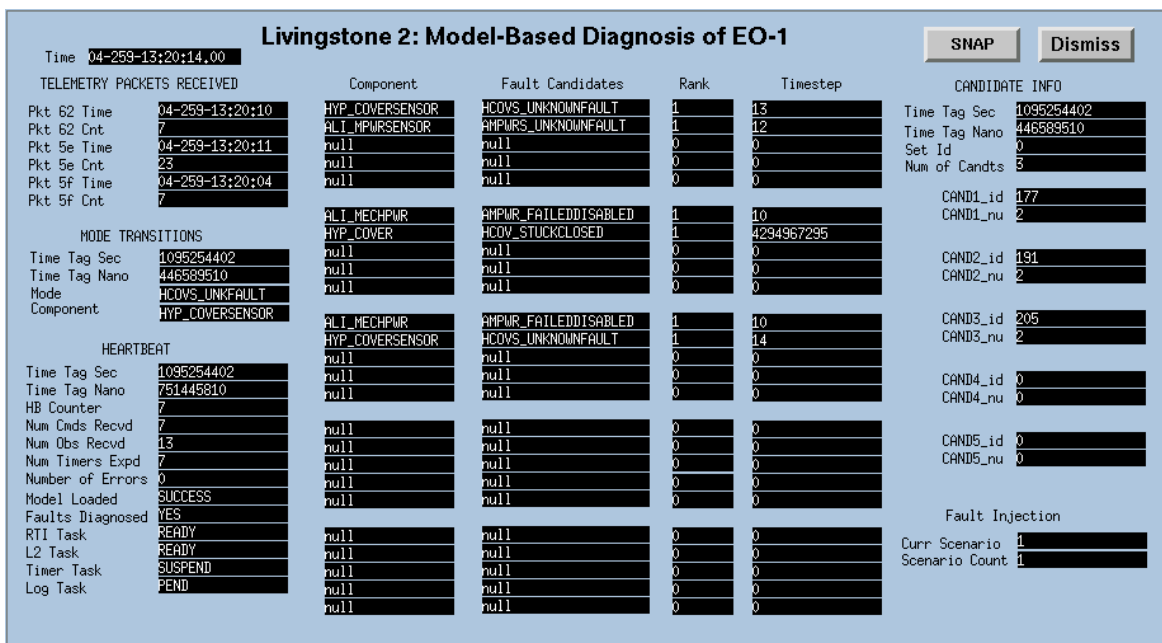 Livingstone 2: Model-Based Diagnosis of EO-1
SNAP
Dismiss
Time 04-259-13:20:14.00
TELEMETRY PACKETS RECEIVED
Pkt 62 Time 04-259-13:20:10
Pkt 62 Cnt 7
Pkt 5e Time 04-259-13:20:11
Pkt 5e Cnt 23
Pkt 5f Time 04-259-13:20:04
Pkt 5f Cnt 7
MODE TRANSITIONS
Time Tag Sec 1095254402
Time Tag Nano 446589510
Mode HCOVS_UNKFAULT
Component HYP_COVERSENSOR
HEARTBEAT
Time Tag Sec 1095254402
Time Tag Nano 751445810
HB Counter 7
Num Cmds Recvd 7
Num Obs Recvd 13
Num Timers Expd 7
Number of Errors 0
Model Loaded SUCCESS
Faults Diagnosed YES
RTI Task READY
L2 Task READY
Timer Task SUSPEND
Log Task PEND
Component Fault Candidates Rank Timestep
HYP_COVERSENSOR HCOVS_UNKNOWNFAULT 1 13
ALI_MPWRSENSOR AMPWRS_UNKNOWNFAULT 1 12
null null 0 0
null null 0 0
null null 0 0
ALI_MECHPWR AMPWR_FAILEDDISABLED 1 10
HYP_COVER HCOV_STUCKCLOSED 1 4294967295
null null 0 0
null null 0 0
null null 0 0
ALI_MECHPWR AMPWR_FAILEDDISABLED 1 10
HYP_COVERSENSOR HCOVS_UNKNOWNFAULT 1 14
null null 0 0
null null 0 0
null null 0 0
null null 0 0
null null 0 0
null null 0 0
null null 0 0
null null 0 0
null null 0 0
null null 0 0
null null 0 0
null null 0 0
null null 0 0
CANDIDATE INFO
Time Tag Sec 1095254402
Time Tag Nano 446589510
Set Id 0
Num of Candts 3
CAND1_id 177
CAND1_nu 2
CAND2_id 191
CAND2_nu 2
CAND3_id 205
CAND3_nu 2
CAND4_id 0
CAND4_nu 0
CAND5_id 0
CAND5_nu 0
Fault Injection
Curr Scenario 1
Scenario Count 1